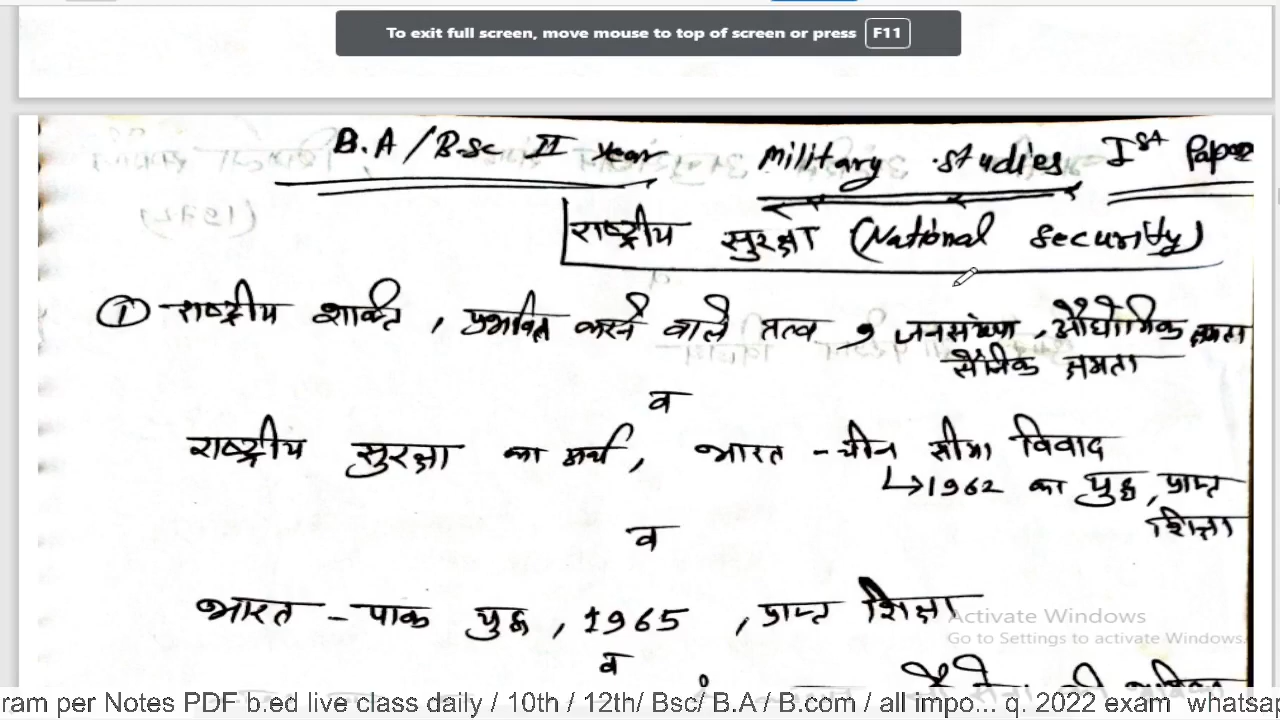 To exit full screen, move mouse to top of screen or press F11
B.A / B.sc II year military studies Ist Paper
राष्ट्रीय सुरक्षा (National Security)
① राष्ट्रीय शक्ति, प्रभावित करने वाले तत्व, जनसंख्या, औद्योगिक क्षमता
सैनिक क्षमता
व
राष्ट्रीय सुरक्षा का अर्थ, भारत - चीन सीमा विवाद
↳1962 का युद्ध, प्राप्त
शिक्षा
व
भारत - पाक युद्ध, 1965, प्राप्त शिक्षा
Activate Windows
Go to Settings to activate Windows.
व
ram per Notes PDF b.ed live class daily / 10th / 12th/ Bsc/ B.A / B.com / all impo... q. 2022 exam whatsap